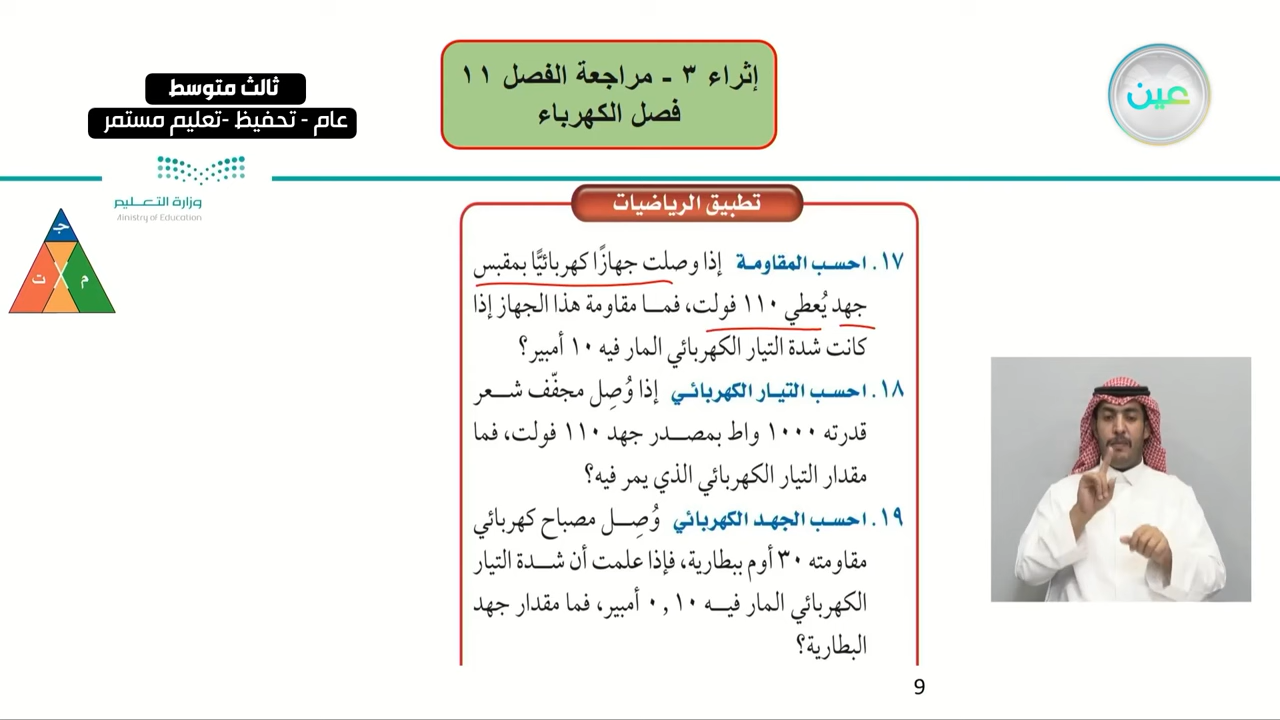 إثراء ٣ - مراجعة الفصل ١١
فصل الكهرباء
ثالث متوسط
عام - تحفيظ -تعليم مستمر
عين
وزارة التعـــليم
Ministry of Education
جـ
ت
م
تطبيق الرياضيات
١٧. احسب المقاومة إذا وصلت جهازًا كهربائيًّا بمقبس
جهد يُعطي ١١٠ فولت، فما مقاومة هذا الجهاز إذا
كانت شدة التيار الكهربائي المار فيه ١٠ أمبير؟
١٨. احسب التيار الكهربائي إذا وُصِل مجفّف شعر
قدرته ١٠٠٠ واط بمصدر جهد ١١٠ فولت، فما
مقدار التيار الكهربائي الذي يمر فيه؟
١٩. احسب الجهد الكهربائي وُصِل مصباح كهربائي
مقاومته ٣٠ أوم ببطارية، فإذا علمت أن شدة التيار
الكهربائي المار فيه ٠,١٠ أمبير، فما مقدار جهد
البطارية؟
9